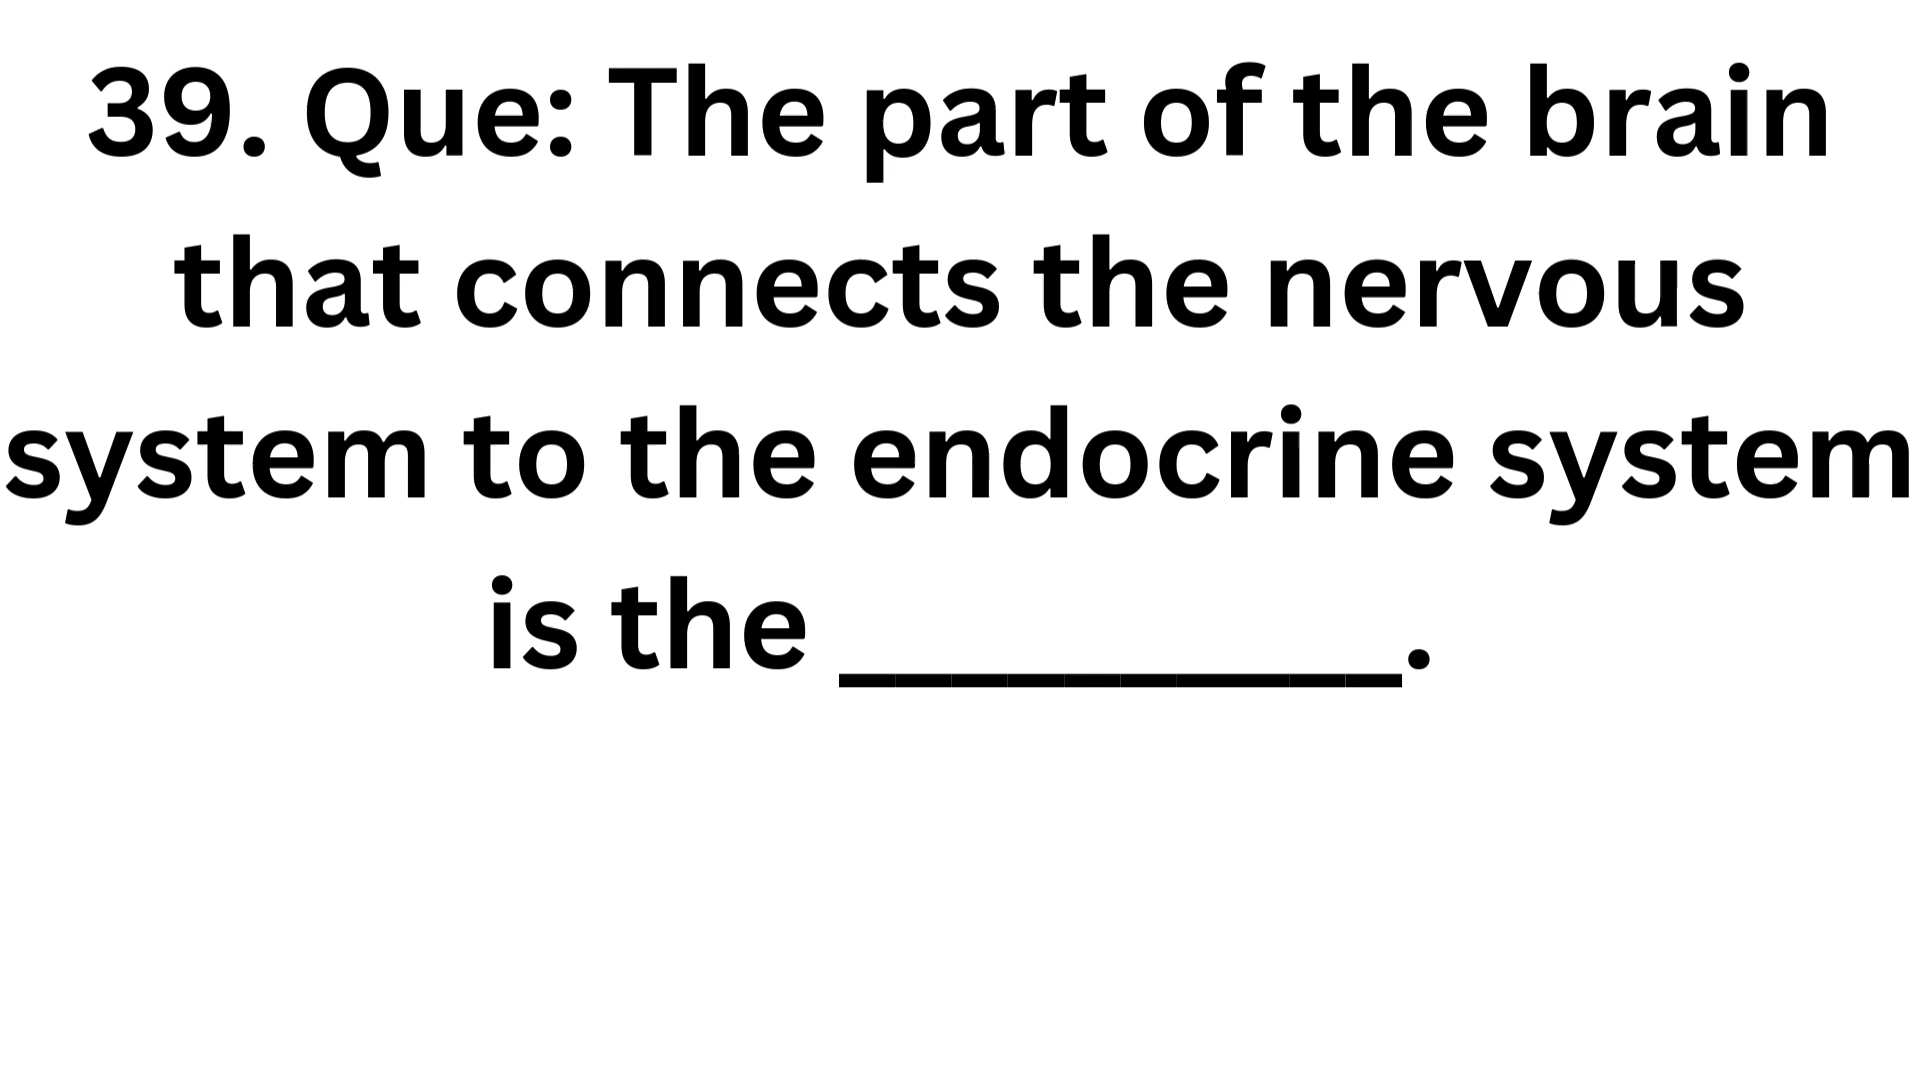 39. Que: The part of the brain
that connects the nervous
system to the endocrine system
is the __________.